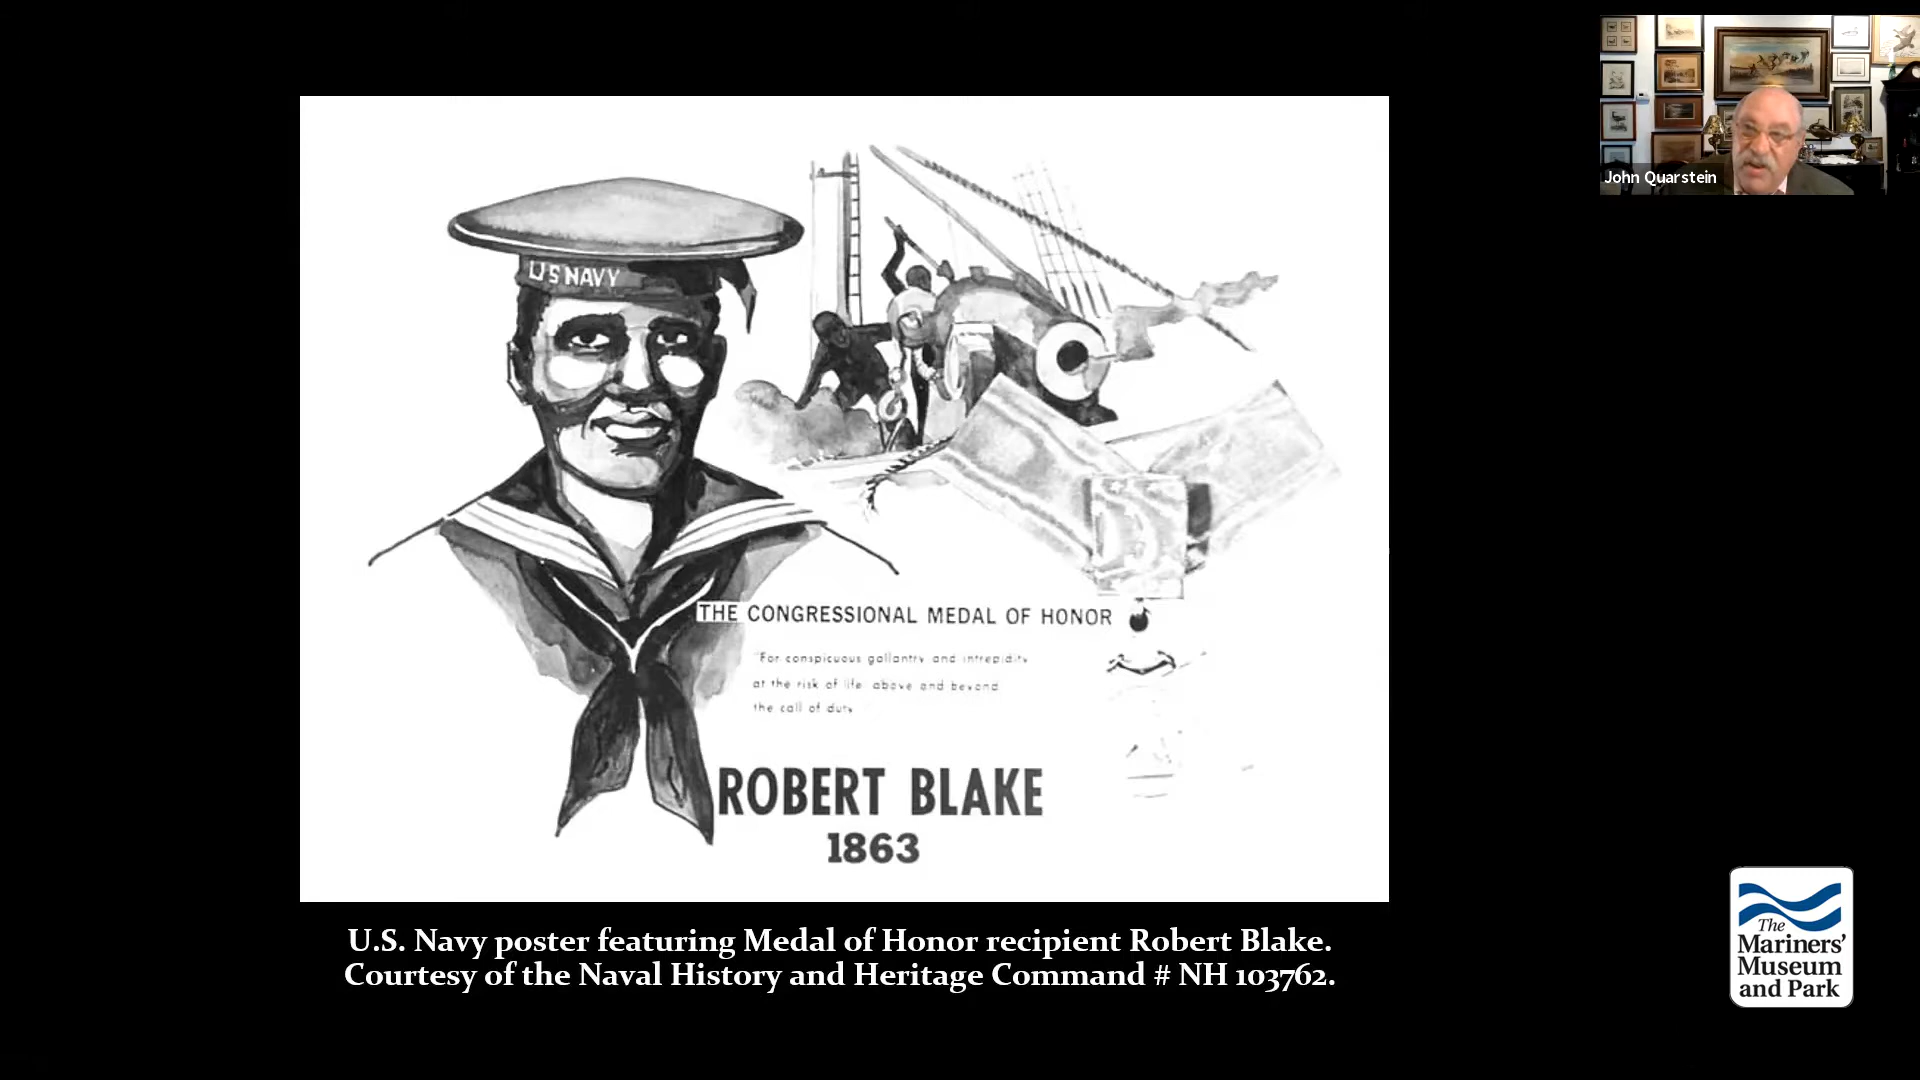 John Quarstein
U S NAVY
THE CONGRESSIONAL MEDAL OF HONOR
"For conspicuous gallantry and intrepidity
at the risk of life above and beyond
the call of duty
ROBERT BLAKE
1863
U.S. Navy poster featuring Medal of Honor recipient Robert Blake.
Courtesy of the Naval History and Heritage Command # NH 103762.
The
Mariners'
Museum
and Park